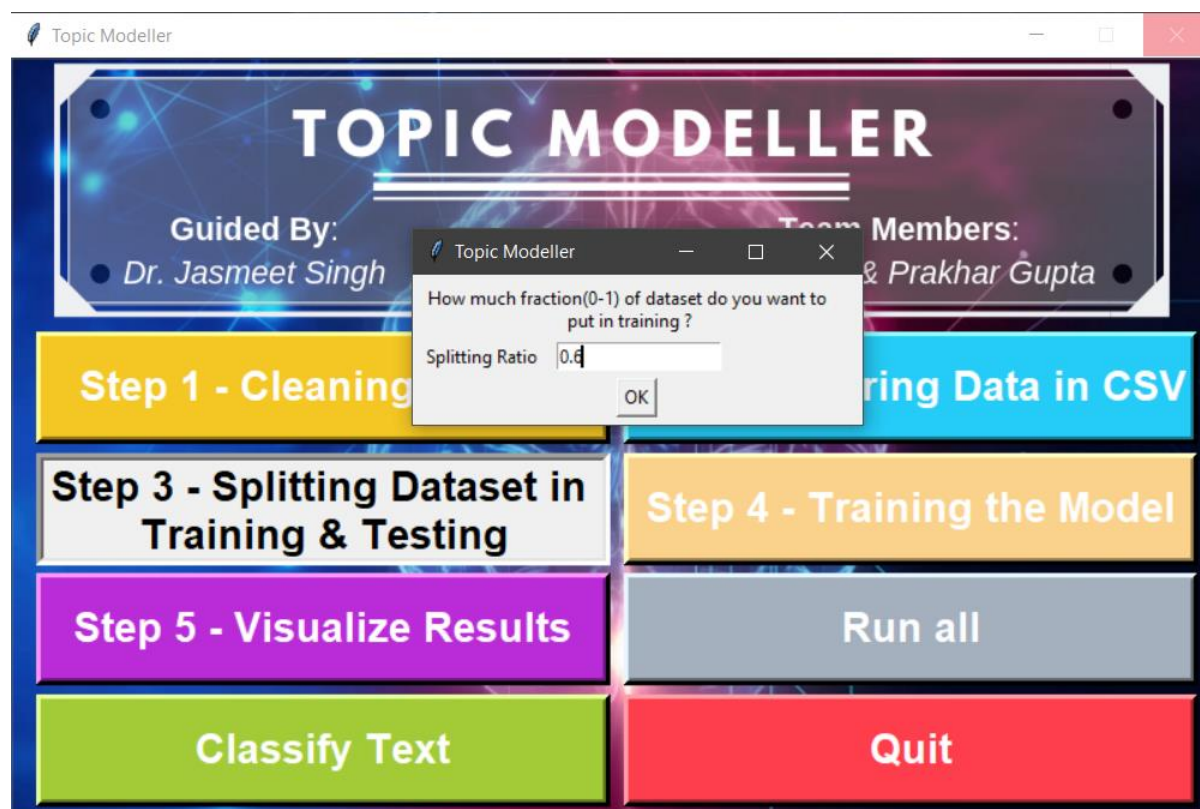 Topic Modeller
TOPIC MODELLER
Guided By:
Dr. Jasmeet Singh
Team Members:
& Prakhar Gupta
Topic Modeller
How much fraction(0-1) of dataset do you want to
put in training ?
Splitting Ratio 0.6
OK
Step 1 - Cleaning
ring Data in CSV
Step 3 - Splitting Dataset in
Training & Testing
Step 4 - Training the Model
Step 5 - Visualize Results
Run all
Classify Text
Quit